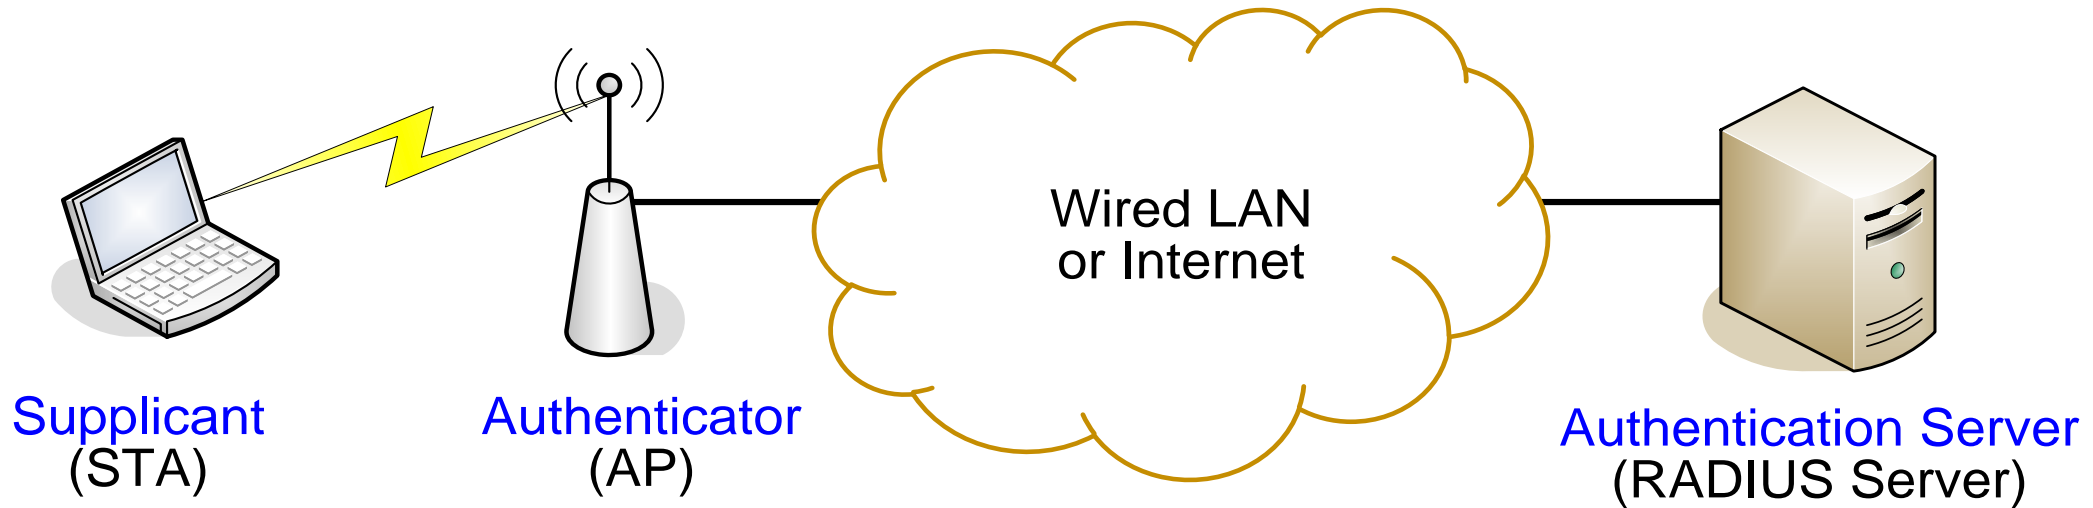 Wired LAN
or Internet
Supplicant
(STA)
Authenticator
(AP)
Authentication Server
(RADIUS Server)